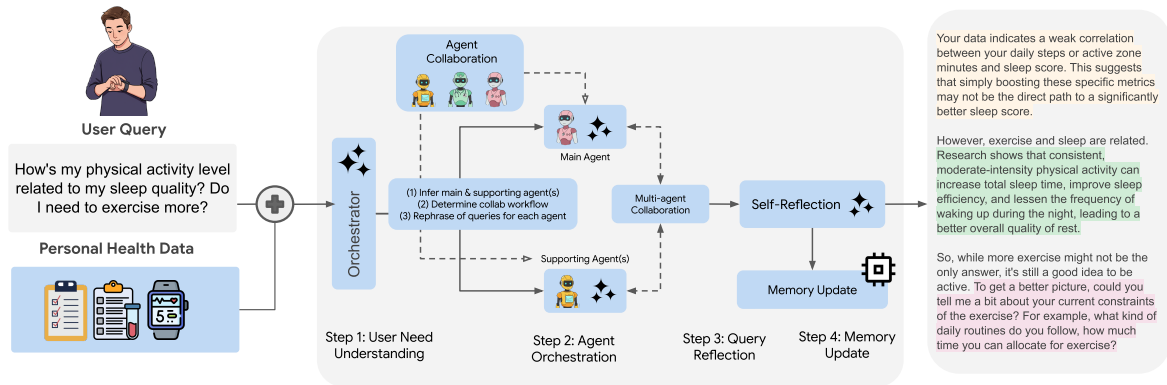 User Query
How's my physical activity level
related to my sleep quality? Do
I need to exercise more?
Personal Health Data
5
Agent
Collaboration
Orchestrator
(1) Infer main & supporting agent(s)
(2) Determine collab workflow
(3) Rephrase of queries for each agent
Main Agent
Supporting Agent(s)
Multi-agent
Collaboration
Self-Reflection
Memory Update
Step 1: User Need
Understanding
Step 2: Agent
Orchestration
Step 3: Query
Reflection
Step 4: Memory
Update
Your data indicates a weak correlation
between your daily steps or active zone
minutes and sleep score. This suggests
that simply boosting these specific metrics
may not be the direct path to a significantly
better sleep score.
However, exercise and sleep are related.
Research shows that consistent,
moderate-intensity physical activity can
increase total sleep time, improve sleep
efficiency, and lessen the frequency of
waking up during the night, leading to a
better overall quality of rest.
So, while more exercise might not be the
only answer, it's still a good idea to be
active. To get a better picture, could you
tell me a bit about your current constraints
of the exercise? For example, what kind of
daily routines do you follow, how much
time you can allocate for exercise?